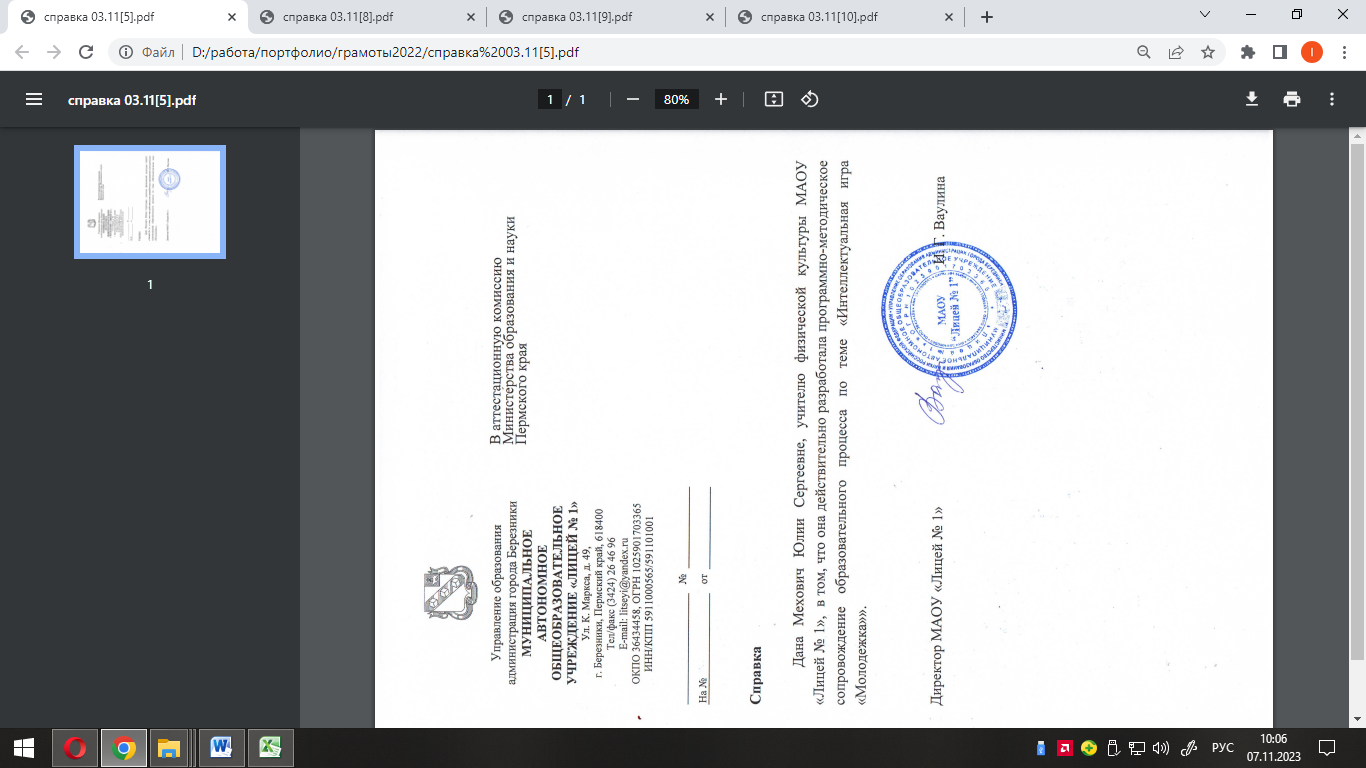 справка 03.11[5].pdf
справка 03.11[8].pdf
справка 03.11[9].pdf
справка 03.11[10].pdf
Файл
D:/работа/портфолио/грамоты2022/справка%2003.11[5].pdf
I
справка 03.11[5].pdf
1 / 1
80%
1
Управление образования
администрация города Березники
МУНИЦИПАЛЬНОЕ
АВТОНОМНОЕ
ОБЩЕОБРАЗОВАТЕЛЬНОЕ
УЧРЕЖДЕНИЕ «ЛИЦЕЙ № 1»
Ул. К. Маркса, д. 49,
г. Березники, Пермский край, 618400
Тел/факс (3424) 26 46 96
E-mail: litseyi@yandex.ru
ОКПО 36434458, ОГРН 1025901703365
ИНН/КПП 5911000565/591101001
№
На №
от
В аттестационную комиссию
Министерства образования и науки
Пермского края
Справка
Дана Мехович Юлии Сергеевне, учителю физической культуры МАОУ
«Лицей № 1», в том, что она действительно разработала программно-методическое
сопровождение образовательного процесса по теме «Интеллектуальная игра
«Молодежка»».
Директор МАОУ «Лицей № 1»
И. Г. Ваулина
МАОУ
"Лицей № 1"
РУС
10:06
07.11.2023